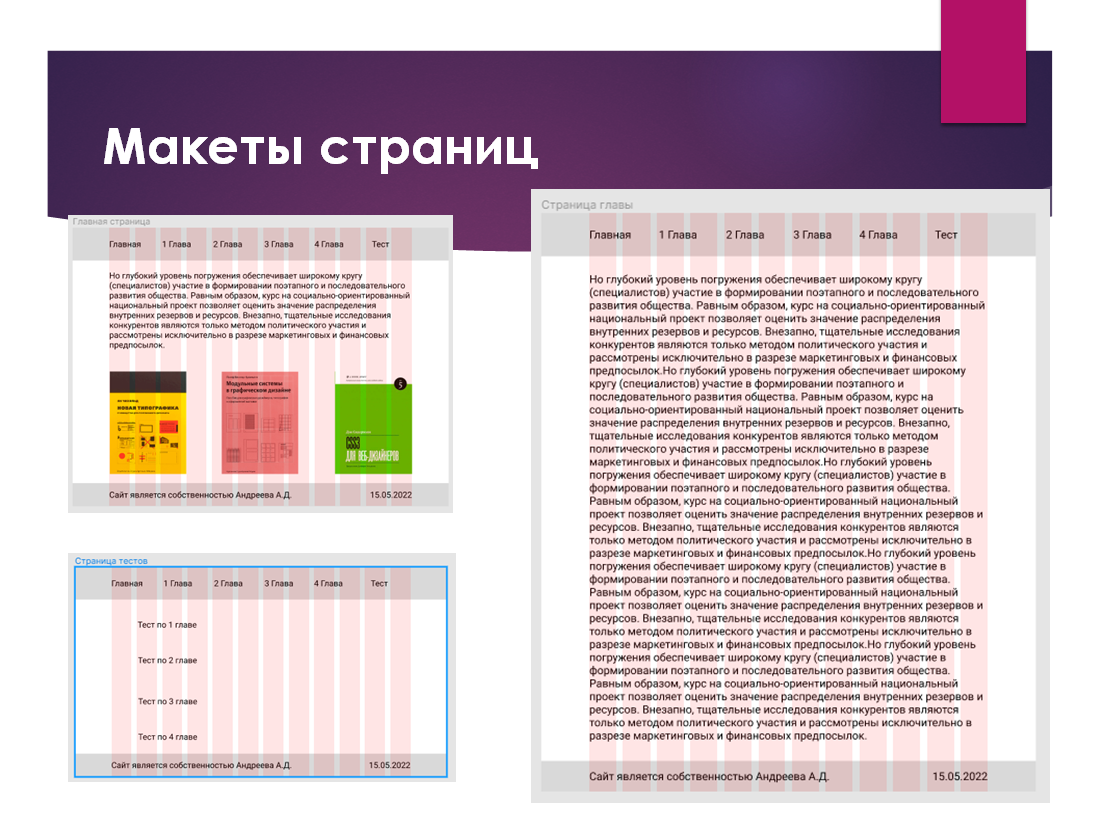 Макеты страниц
Главная страница
Главная 1 Глава 2 Глава 3 Глава 4 Глава Тест
Но глубокий уровень погружения обеспечивает широкому кругу
(специалистов) участие в формировании поэтапного и последовательного
развития общества. Равным образом, курс на социально-ориентированный
национальный проект позволяет оценить значение распределения
внутренних резервов и ресурсов. Внезапно, тщательные исследования
конкурентов являются только методом политического участия и
рассмотрены исключительно в разрезе маркетинговых и финансовых
предпосылок.
НОВАЯ ТИПОГРАФИКА
Модульные системы
в графическом дизайне
5
CSS3
ДЛЯ ВЕБ-ДИЗАЙНЕРОВ
Сайт является собственностью Андреева А.Д. 15.05.2022
Страница тестов
Главная 1 Глава 2 Глава 3 Глава 4 Глава Тест
Тест по 1 главе
Тест по 2 главе
Тест по 3 главе
Тест по 4 главе
Сайт является собственностью Андреева А.Д. 15.05.2022
Страница главы
Главная 1 Глава 2 Глава 3 Глава 4 Глава Тест
Но глубокий уровень погружения обеспечивает широкому кругу
(специалистов) участие в формировании поэтапного и последовательного
развития общества. Равным образом, курс на социально-ориентированный
национальный проект позволяет оценить значение распределения
внутренних резервов и ресурсов. Внезапно, тщательные исследования
конкурентов являются только методом политического участия и
рассмотрены исключительно в разрезе маркетинговых и финансовых
предпосылок.Но глубокий уровень погружения обеспечивает широкому
кругу (специалистов) участие в формировании поэтапного и
последовательного развития общества. Равным образом, курс на
социально-ориентированный национальный проект позволяет оценить
значение распределения внутренних резервов и ресурсов. Внезапно,
тщательные исследования конкурентов являются только методом
политического участия и рассмотрены исключительно в разрезе
маркетинговых и финансовых предпосылок.Но глубокий уровень
погружения обеспечивает широкому кругу (специалистов) участие в
формировании поэтапного и последовательного развития общества.
Равным образом, курс на социально-ориентированный национальный
проект позволяет оценить значение распределения внутренних резервов и
ресурсов. Внезапно, тщательные исследования конкурентов являются
только методом политического участия и рассмотрены исключительно в
разрезе маркетинговых и финансовых предпосылок.Но глубокий уровень
погружения обеспечивает широкому кругу (специалистов) участие в
формировании поэтапного и последовательного развития общества.
Равным образом, курс на социально-ориентированный национальный
проект позволяет оценить значение распределения внутренних резервов и
ресурсов. Внезапно, тщательные исследования конкурентов являются
только методом политического участия и рассмотрены исключительно в
разрезе маркетинговых и финансовых предпосылок.Но глубокий уровень
погружения обеспечивает широкому кругу (специалистов) участие в
формировании поэтапного и последовательного развития общества.
Равным образом, курс на социально-ориентированный национальный
проект позволяет оценить значение распределения внутренних резервов и
ресурсов. Внезапно, тщательные исследования конкурентов являются
только методом политического участия и рассмотрены исключительно в
разрезе маркетинговых и финансовых предпосылок.
Сайт является собственностью Андреева А.Д. 15.05.2022